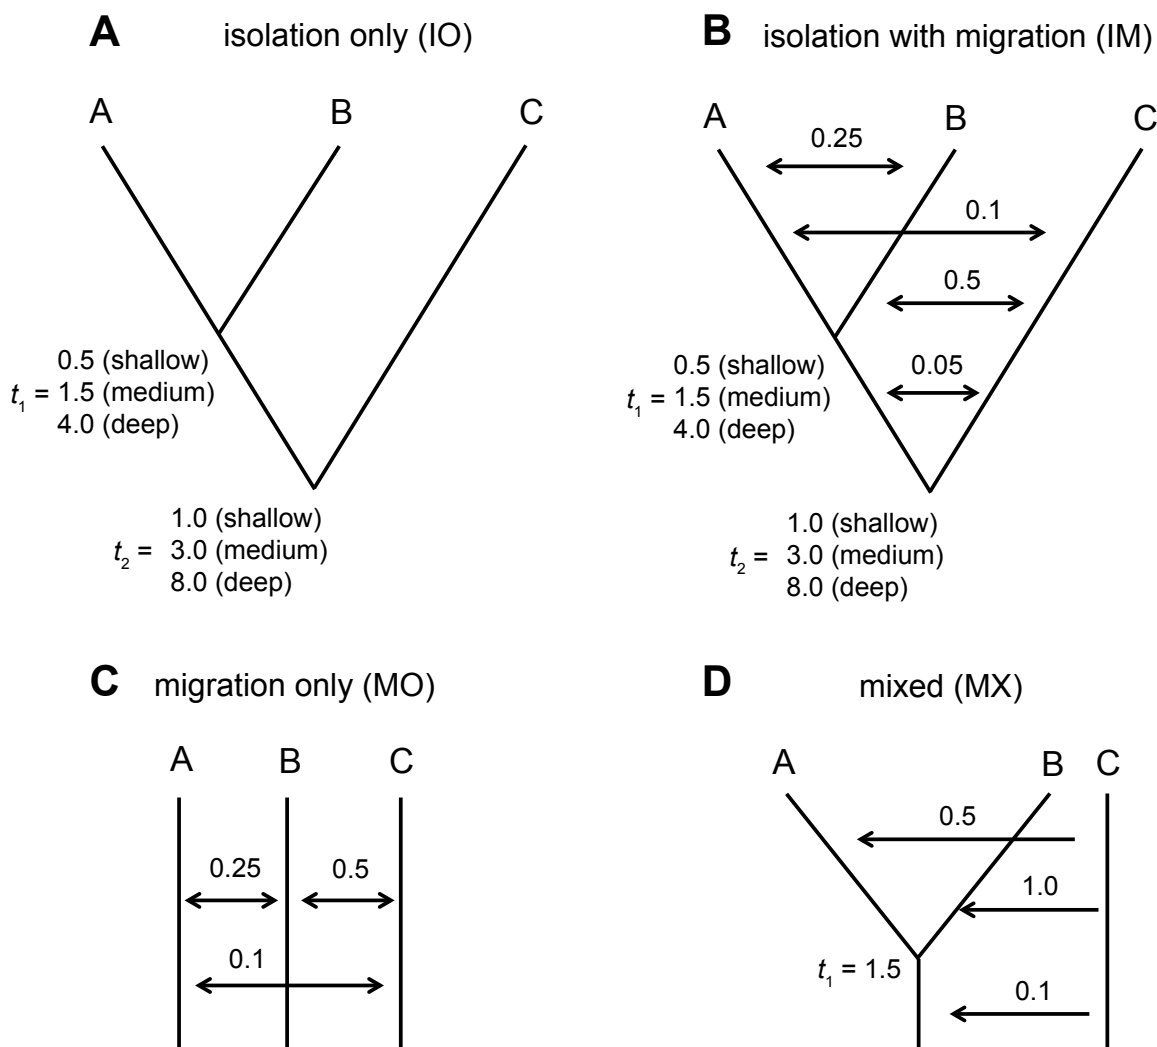 A isolation only (IO)
A B C
0.5 (shallow)
t1 = 1.5 (medium)
4.0 (deep)
1.0 (shallow)
t2 = 3.0 (medium)
8.0 (deep)
B isolation with migration (IM)
A B C
0.25
0.1
0.5
0.05
0.5 (shallow)
t1 = 1.5 (medium)
4.0 (deep)
1.0 (shallow)
t2 = 3.0 (medium)
8.0 (deep)
C migration only (MO)
A B C
0.25 0.5
0.1
D mixed (MX)
A B C
0.5
1.0
t1 = 1.5
0.1